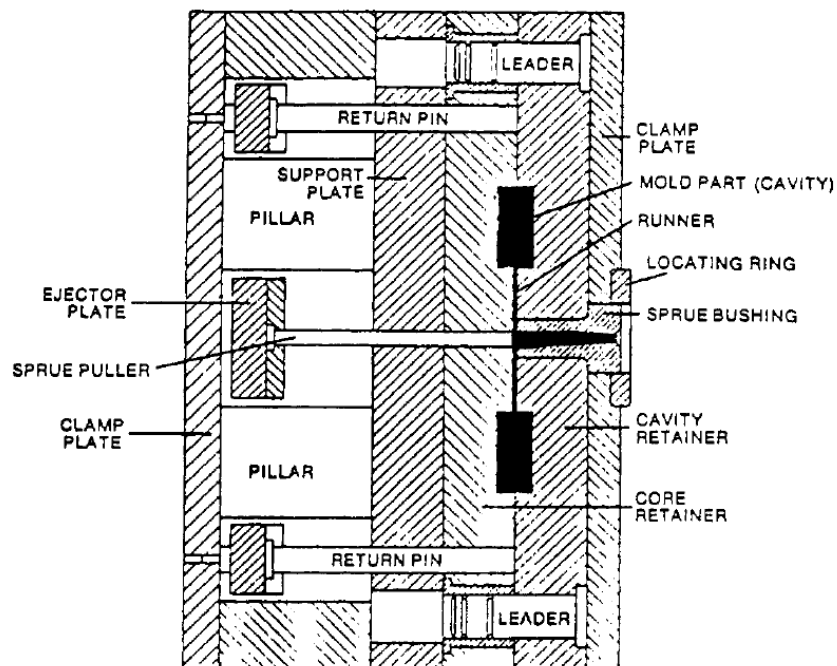 LEADER
RETURN PIN
CLAMP
PLATE
SUPPORT
PLATE
MOLD PART (CAVITY)
PILLAR
RUNNER
LOCATING RING
EJECTOR
PLATE
SPRUE BUSHING
SPRUE PULLER
CLAMP
PLATE
CAVITY
RETAINER
PILLAR
CORE
RETAINER
RETURN PIN
LEADER